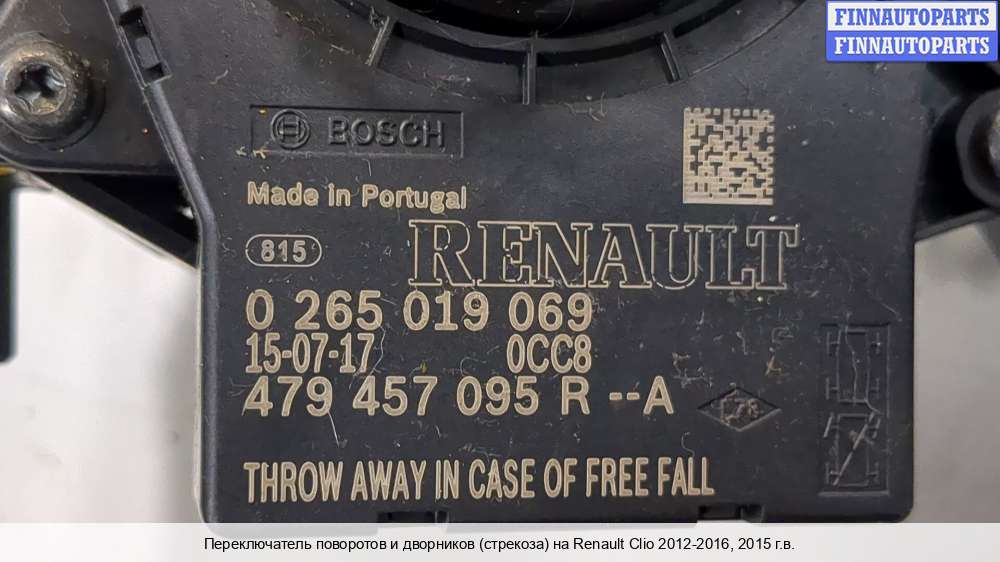 FINNAUTOPARTS
FINNAUTOPARTS
BOSCH
Made in Portugal
815
RENAULT
0 265 019 069
15-07-17 0CC8
479 457 095 R --A
THROW AWAY IN CASE OF FREE FALL
Переключатель поворотов и дворников (стрекоза) на Renault Clio 2012-2016, 2015 г.в.